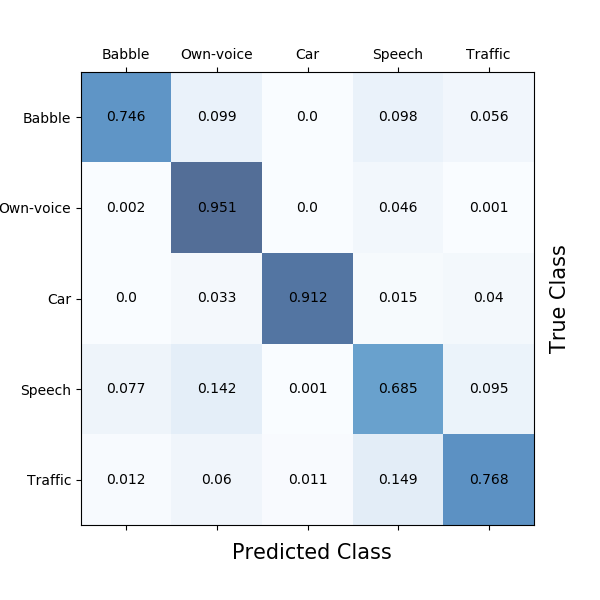 Babble Own-voice Car Speech Traffic
Babble 0.746 0.099 0.0 0.098 0.056
Own-voice 0.002 0.951 0.0 0.046 0.001
Car 0.0 0.033 0.912 0.015 0.04
Speech 0.077 0.142 0.001 0.685 0.095
Traffic 0.012 0.06 0.011 0.149 0.768
True Class
Predicted Class